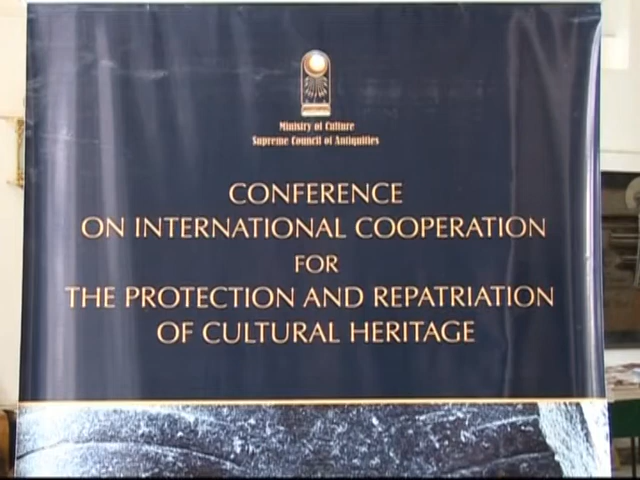 Ministry of Culture
Supreme Council of Antiquities
CONFERENCE
ON INTERNATIONAL COOPERATION
FOR
THE PROTECTION AND REPATRIATION
OF CULTURAL HERITAGE